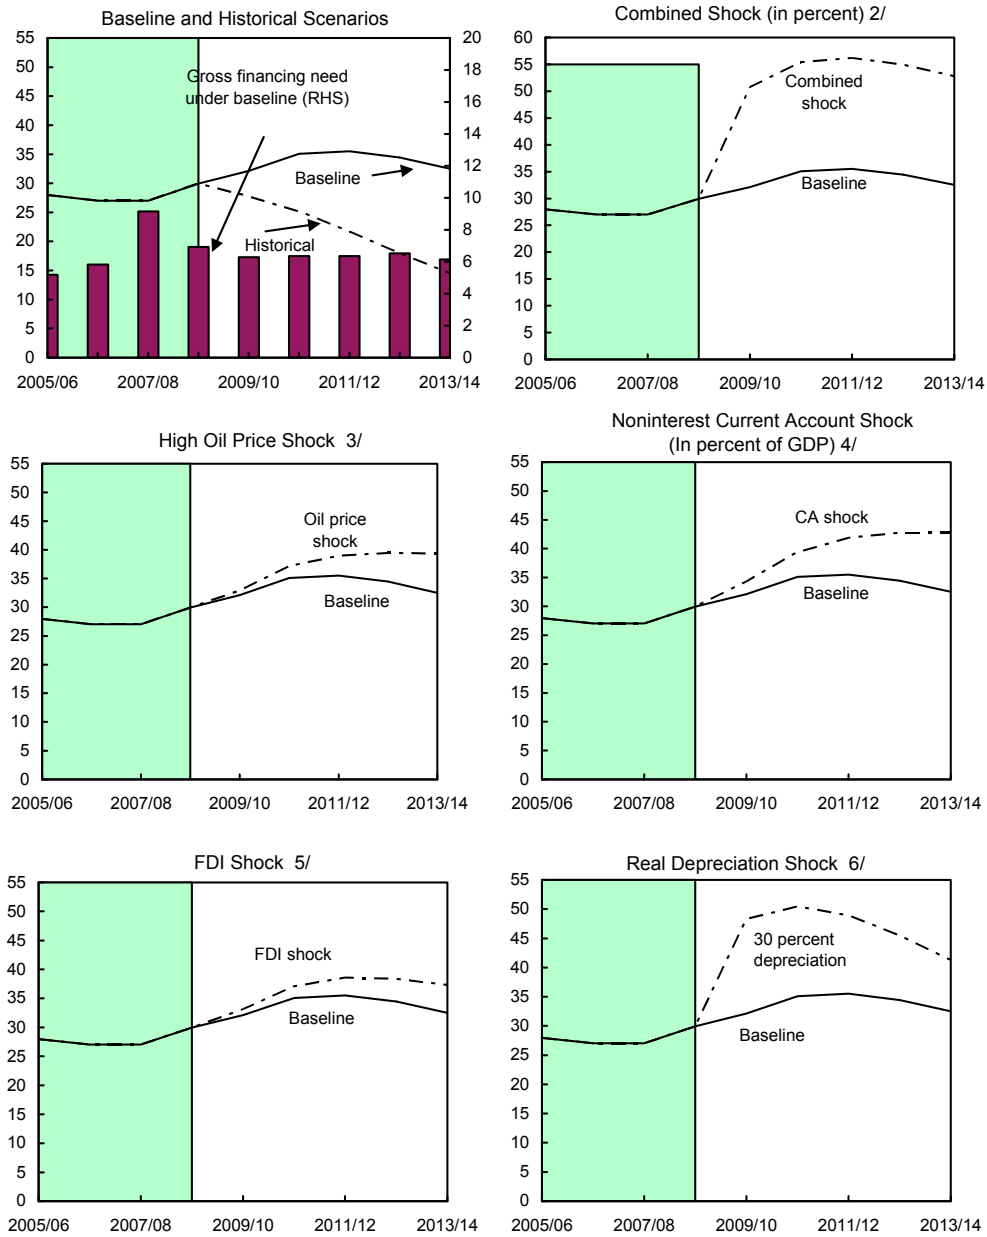 Baseline and Historical Scenarios
55
50
45
40
35
30
25
20
15
10
5
0
20
18
16
14
12
10
8
6
4
2
0
Gross financing need
under baseline (RHS)
Baseline
Historical
2005/06 2007/08 2009/10 2011/12 2013/14
Combined Shock (in percent) 2/
60
55
50
45
40
35
30
25
20
15
10
5
0
Combined
shock
Baseline
2005/06 2007/08 2009/10 2011/12 2013/14
High Oil Price Shock 3/
55
50
45
40
35
30
25
20
15
10
5
0
Oil price
shock
Baseline
2005/06 2007/08 2009/10 2011/12 2013/14
Noninterest Current Account Shock
(In percent of GDP) 4/
55
50
45
40
35
30
25
20
15
10
5
0
CA shock
Baseline
2005/06 2007/08 2009/10 2011/12 2013/14
FDI Shock 5/
55
50
45
40
35
30
25
20
15
10
5
0
FDI shock
Baseline
2005/06 2007/08 2009/10 2011/12 2013/14
Real Depreciation Shock 6/
55
50
45
40
35
30
25
20
15
10
5
0
30 percent
depreciation
Baseline
2005/06 2007/08 2009/10 2011/12 2013/14